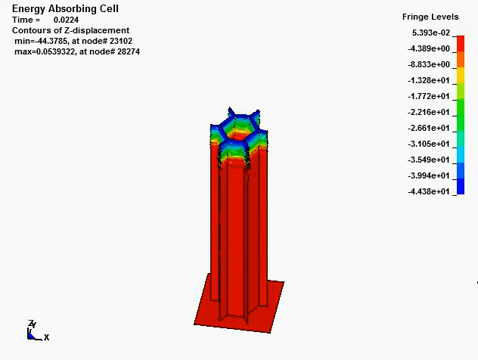 Energy Absorbing Cell
Time = 0.0224
Contours of Z-displacement
min=-44.3785, at node# 23102
max=0.0539322, at node# 28274
Fringe Levels
5.393e-02
-4.389e+00
-8.833e+00
-1.328e+01
-1.772e+01
-2.216e+01
-2.661e+01
-3.105e+01
-3.549e+01
-3.994e+01
-4.438e+01
Z
Y
X